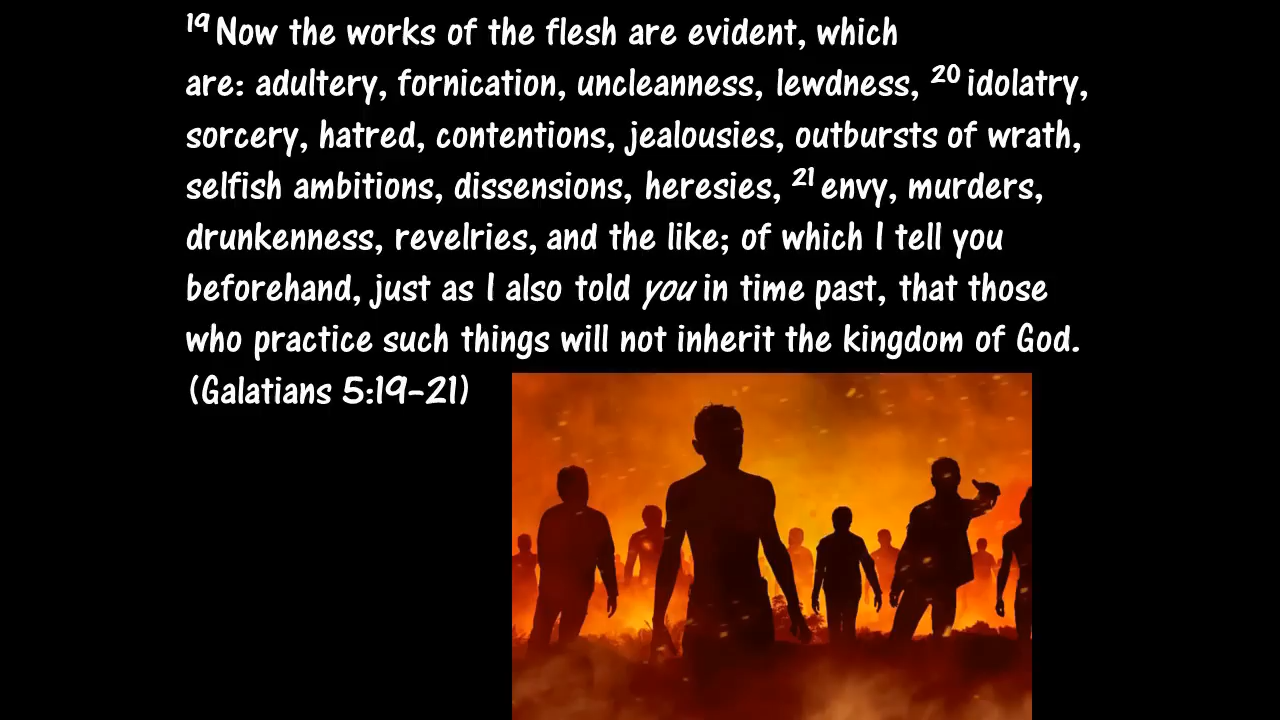 19 Now the works of the flesh are evident, which
are: adultery, fornication, uncleanness, lewdness, 20 idolatry,
sorcery, hatred, contentions, jealousies, outbursts of wrath,
selfish ambitions, dissensions, heresies, 21 envy, murders,
drunkenness, revelries, and the like; of which I tell you
beforehand, just as I also told you in time past, that those
who practice such things will not inherit the kingdom of God.
(Galatians 5:19-21)